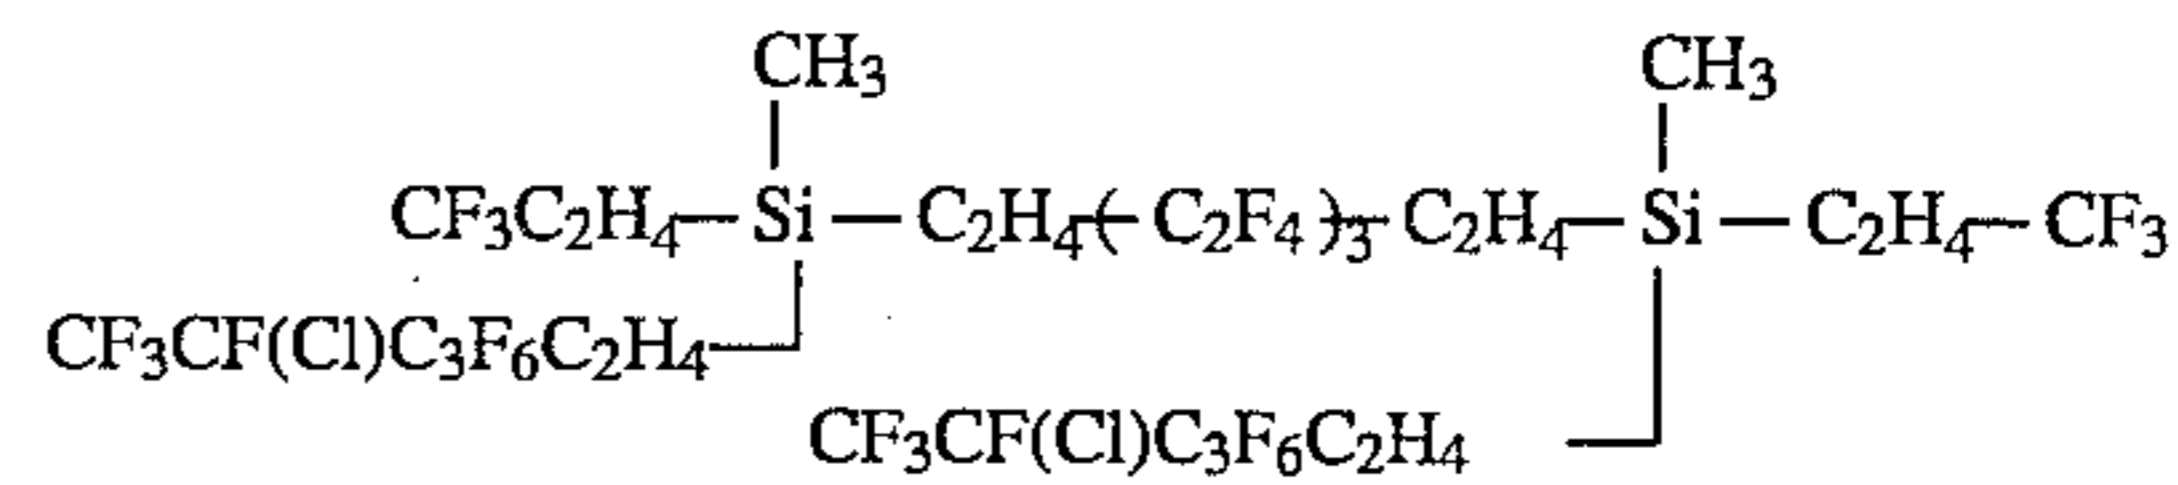 CH₃ CH₃
CF₃C₂H₄—Si—C₂H₄(C₂F₄)₃C₂H₄—Si—C₂H₄—CF₃
CF₃CF(Cl)C₃F₆C₂H₄
CF₃CF(Cl)C₃F₆C₂H₄